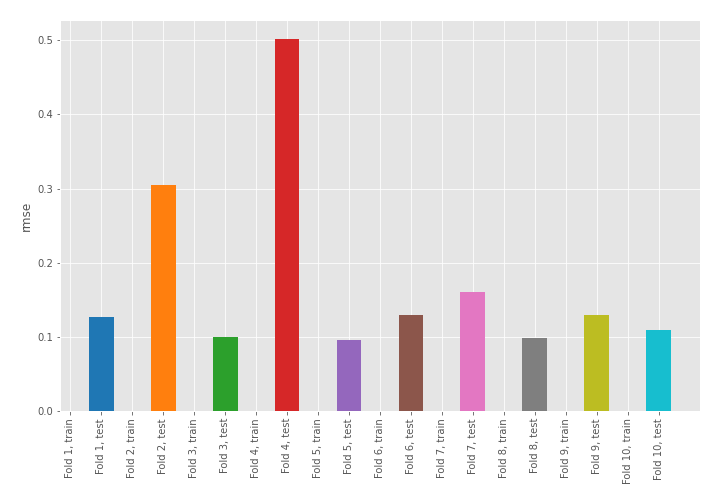 0.5
0.4
0.3
0.2
0.1
0.0
rmse
Fold 1, train
Fold 1, test
Fold 2, train
Fold 2, test
Fold 3, train
Fold 3, test
Fold 4, train
Fold 4, test
Fold 5, train
Fold 5, test
Fold 6, train
Fold 6, test
Fold 7, train
Fold 7, test
Fold 8, train
Fold 8, test
Fold 9, train
Fold 9, test
Fold 10, train
Fold 10, test